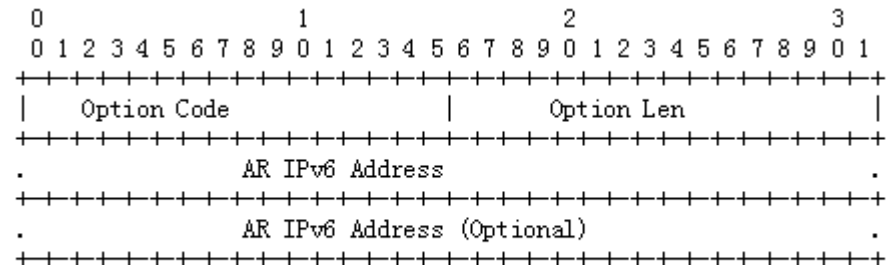 0                   1                   2                   3
0 1 2 3 4 5 6 7 8 9 0 1 2 3 4 5 6 7 8 9 0 1 2 3 4 5 6 7 8 9 0 1
+-+-+-+-+-+-+-+-+-+-+-+-+-+-+-+-+-+-+-+-+-+-+-+-+-+-+-+-+-+-+-+-+
| Option Code | Option Len |
+-+-+-+-+-+-+-+-+-+-+-+-+-+-+-+-+-+-+-+-+-+-+-+-+-+-+-+-+-+-+-+-+
. AR IPv6 Address .
+-+-+-+-+-+-+-+-+-+-+-+-+-+-+-+-+-+-+-+-+-+-+-+-+-+-+-+-+-+-+-+-+
. AR IPv6 Address (Optional) .
+-+-+-+-+-+-+-+-+-+-+-+-+-+-+-+-+-+-+-+-+-+-+-+-+-+-+-+-+-+-+-+-+